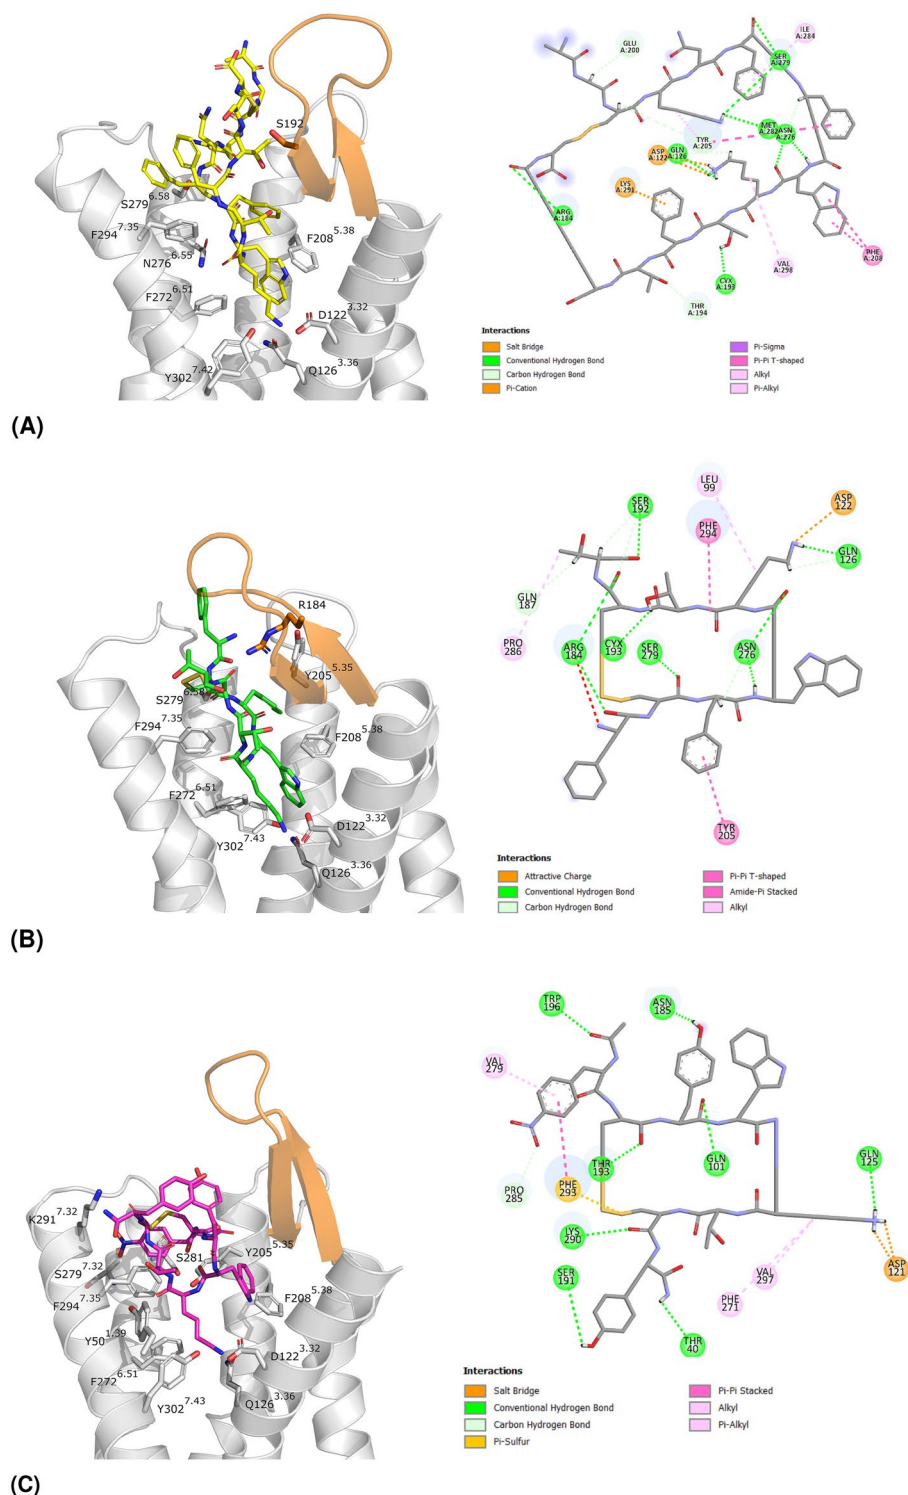 S192
S279 6.58
F294 7.35
N276 6.55
F208 5.38
F272 6.51
D122 3.32
Y302 7.42
Q126 3.36
GLU A:200
ILE A:284
SER A:279
TYR A:205
MET A:282
ASN A:276
ASP A:122
GLN A:126
LYS A:291
ARG A:184
VAL A:298
PHE A:208
CYX A:193
THR A:194
Interactions
Salt Bridge
Conventional Hydrogen Bond
Carbon Hydrogen Bond
Pi-Cation
Pi-Sigma
Pi-Pi T-shaped
Alkyl
Pi-Alkyl
(A)
R184
Y205 5.35
S279 6.58
F294 7.35
F208 5.38
F272 6.51
Y302 7.43
D122 3.32
Q126 3.36
LEU 99
SER 192
ASP 122
PHE 294
GLN 126
GLN 187
PRO 286
ARG 184
CYX 193
SER 279
ASN 276
TYR 205
Interactions
Attractive Charge
Conventional Hydrogen Bond
Carbon Hydrogen Bond
Pi-Pi T-shaped
Amide-Pi Stacked
Alkyl
(B)
K291 7.32
S281
Y205 5.35
S279 7.32
F294 7.35
F208 5.38
Y50 1.39
F272 6.51
D122 3.32
Y302 7.43
Q126 3.36
TRP 196
ASN 185
VAL 279
THR 193
GLN 101
GLN 125
PRO 285
PHE 293
LYS 290
SER 191
VAL 297
PHE 271
ASP 121
THR 40
Interactions
Salt Bridge
Conventional Hydrogen Bond
Carbon Hydrogen Bond
Pi-Sulfur
Pi-Pi Stacked
Alkyl
Pi-Alkyl
(C)